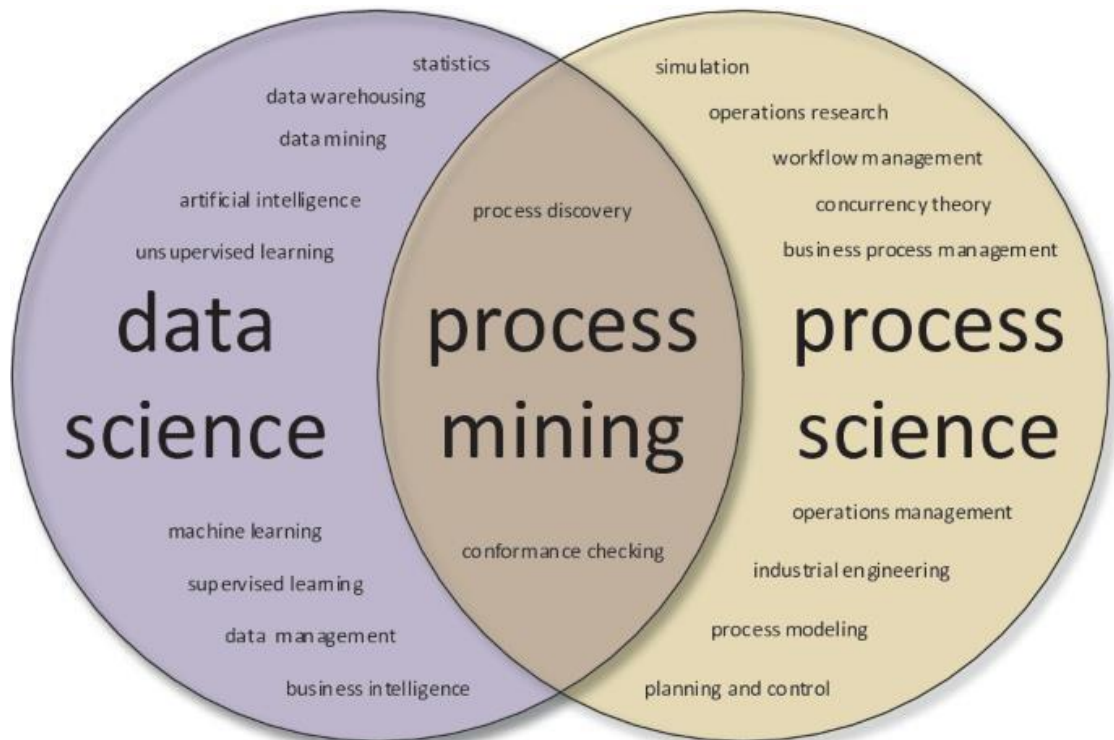 statistics
data warehousing
data mining
artificial intelligence
unsupervised learning
data
science
machine learning
supervised learning
data management
business intelligence
process discovery
process
mining
conformance checking
simulation
operations research
workflow management
concurrency theory
business process management
process
science
operations management
industrial engineering
process modeling
planning and control